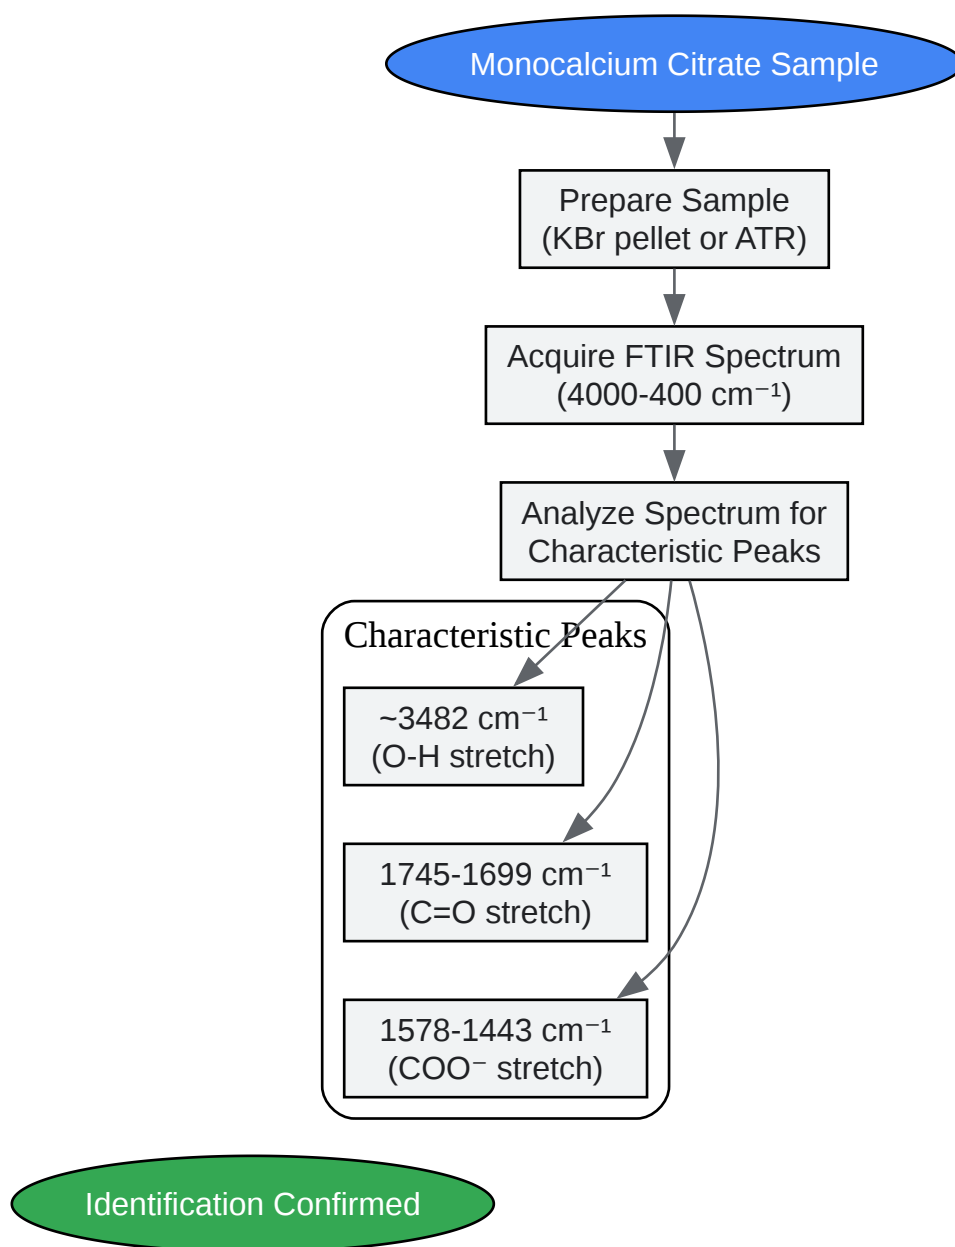 Monocalcium Citrate Sample
Prepare Sample
(KBr pellet or ATR)
Acquire FTIR Spectrum
(4000-400 cm⁻¹)
Analyze Spectrum for
Characteristic Peaks
Characteristic Peaks
~3482 cm⁻¹
(O-H stretch)
1745-1699 cm⁻¹
(C=O stretch)
1578-1443 cm⁻¹
(COO⁻ stretch)
Identification Confirmed